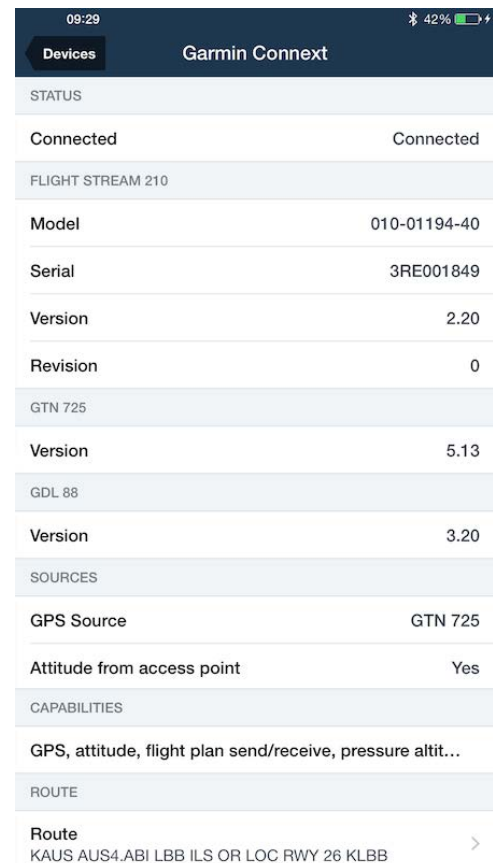 09:29 42%
Devices Garmin Connext
STATUS
Connected Connected
FLIGHT STREAM 210
Model 010-01194-40
Serial 3RE001849
Version 2.20
Revision 0
GTN 725
Version 5.13
GDL 88
Version 3.20
SOURCES
GPS Source GTN 725
Attitude from access point Yes
CAPABILITIES
GPS, attitude, flight plan send/receive, pressure altit...
ROUTE
Route
KAUS AUS4.ABI LBB ILS OR LOC RWY 26 KLBB